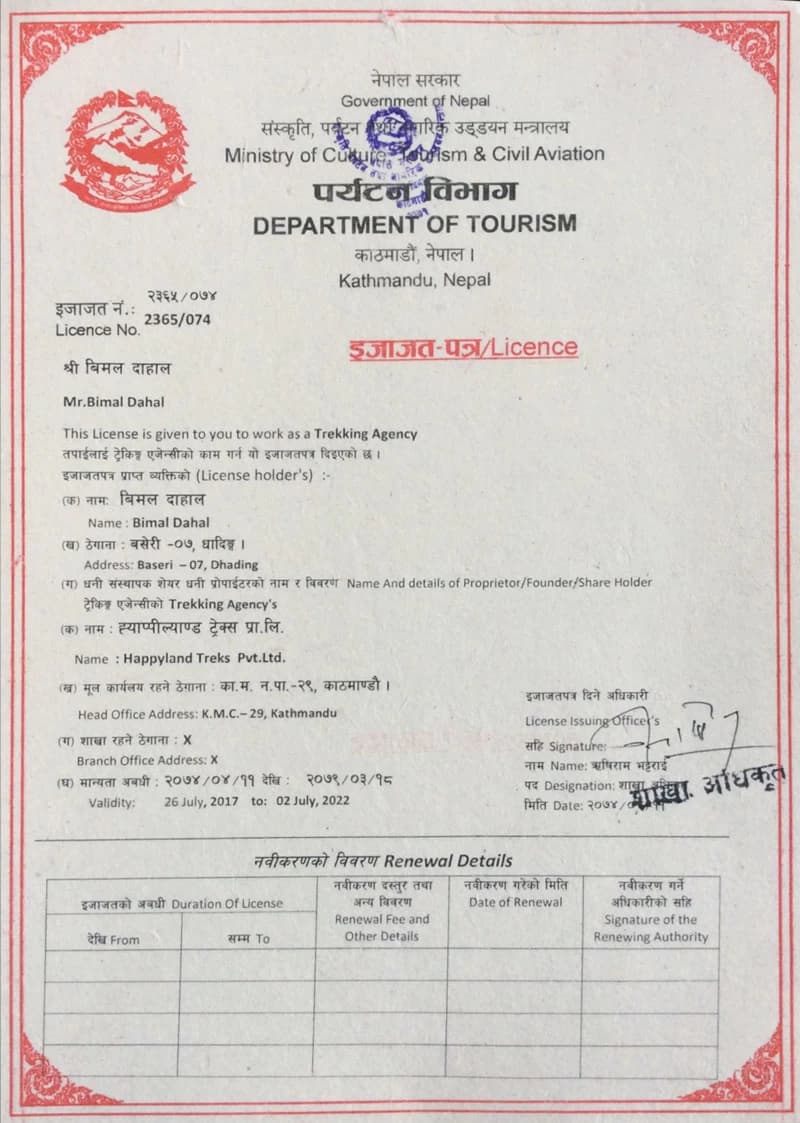 नेपाल सरकार
Government of Nepal
संस्कृति, पर्यटन तथा नागरिक उड्डयन मन्त्रालय
Ministry of Culture, Tourism & Civil Aviation
पर्यटन विभाग
DEPARTMENT OF TOURISM
काठमाडौं, नेपाल ।
Kathmandu, Nepal
इजाजत नं.: २३६५/०७४
Licence No. 2365/074
इजाजत-पत्र/Licence
श्री बिमल दाहाल
Mr.Bimal Dahal
This License is given to you to work as a Trekking Agency
तपाईलाई ट्रेकिङ्ग एजेन्सीको काम गर्न यो इजाजतपत्र दिइएको छ ।
इजाजतपत्र प्राप्त व्यक्तिको (License holder's) :-
(क) नाम: बिमल दाहाल
Name : Bimal Dahal
(ख) ठेगाना : बसेरी -०७, धादिङ्ग ।
Address: Baseri – 07, Dhading
(ग) धनी संस्थापक शेयर धनी प्रोपाईटरको नाम र विवरण Name And details of Proprietor/Founder/Share Holder
ट्रेकिङ्ग एजेन्सीको Trekking Agency's
(क) नाम : ह्याप्पील्याण्ड ट्रेक्स प्रा.लि.
Name : Happyland Treks Pvt.Ltd.
(ख) मूल कार्यलय रहने ठेगाना : का.म. न.पा.-२९, काठमाण्डौ ।
Head Office Address: K.M.C.– 29, Kathmandu
(ग) शाखा रहने ठेगाना : X
Branch Office Address: X
(घ) मान्यता अबधी : २०७४/०४/११ देखि : २०७९/०३/१८
Validity: 26 July, 2017 to: 02 July, 2022
इजाजतपत्र दिने अधिकारी
License Issuing Officer's
सहि Signature:
नाम Name: ऋषिराम भट्टराई
पद Designation: शाखा
शाखा अधिकृत
मिति Date: २०७४/
नवीकरणको विवरण Renewal Details
इजाजतको अबधी Duration Of License
देखि From
सम्म To
नवीकरण दस्तुर तथा
अन्य विवरण
Renewal Fee and
Other Details
नवीकरण गरेको मिति
Date of Renewal
नवीकरण गर्ने
अधिकारीको सहि
Signature of the
Renewing Authority